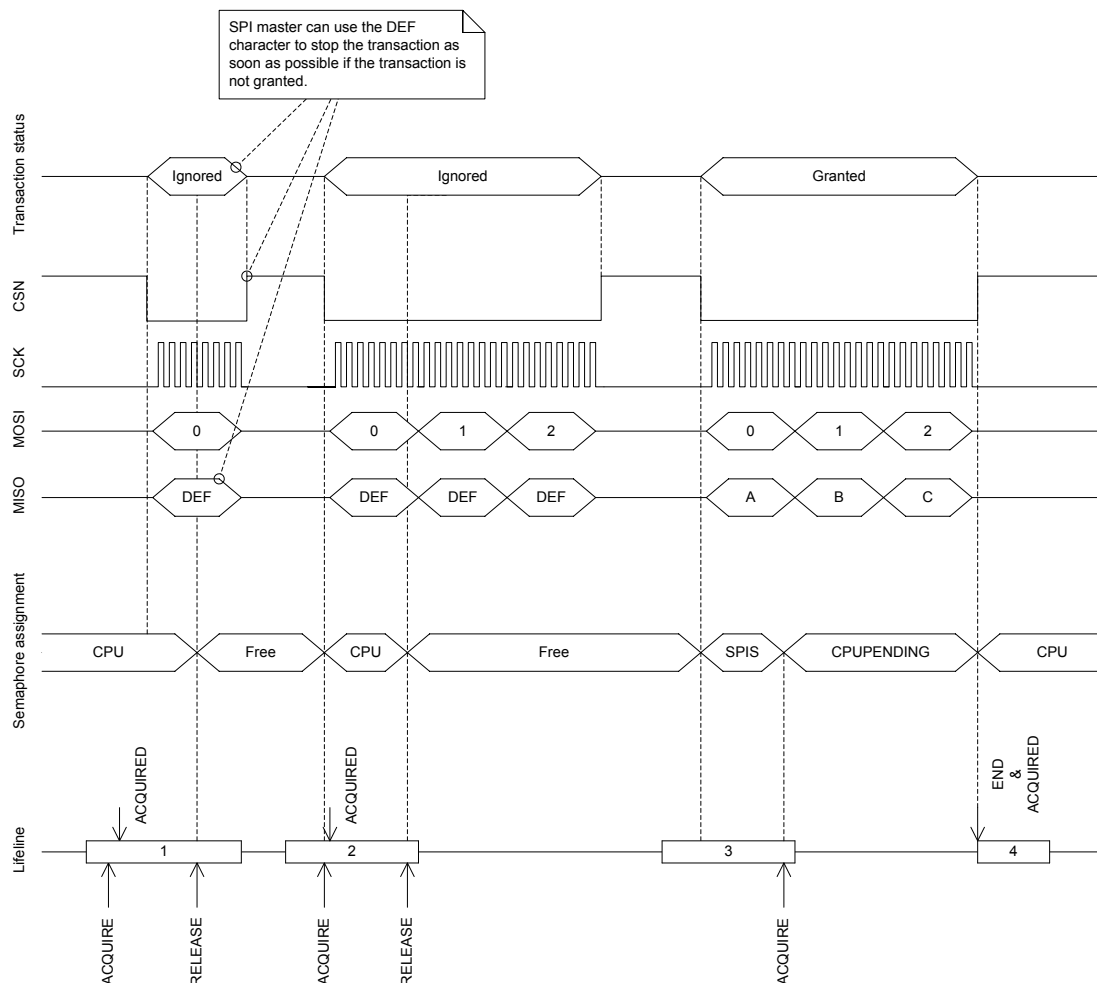 SPI master can use the DEF
character to stop the transaction as
soon as possible if the transaction is
not granted.
Transaction status
Ignored
Ignored
Granted
CSN
SCK
MOSI
0
0
1
2
0
1
2
MISO
DEF
DEF
DEF
DEF
A
B
C
Semaphore assignment
CPU
Free
CPU
Free
SPIS
CPUPENDING
CPU
ACQUIRED
ACQUIRED
END
&
ACQUIRED
Lifeline
1
2
3
4
ACQUIRE
RELEASE
ACQUIRE
RELEASE
ACQUIRE